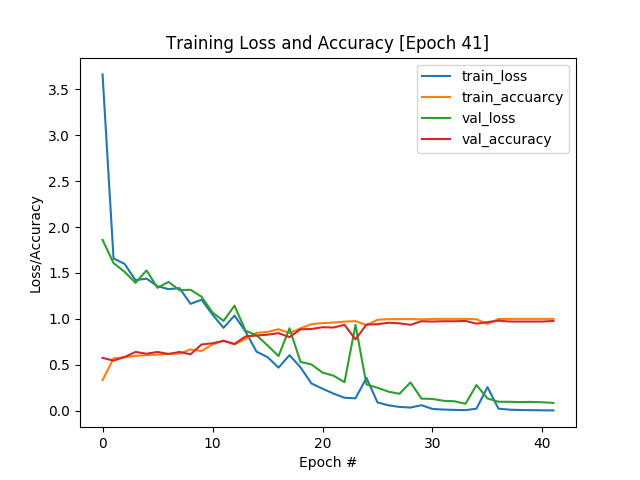 Training Loss and Accuracy [Epoch 41]
train_loss
train_accuarcy
val_loss
val_accuracy
3.5
3.0
2.5
2.0
1.5
1.0
0.5
0.0
Loss/Accuracy
0 10 20 30 40
Epoch #